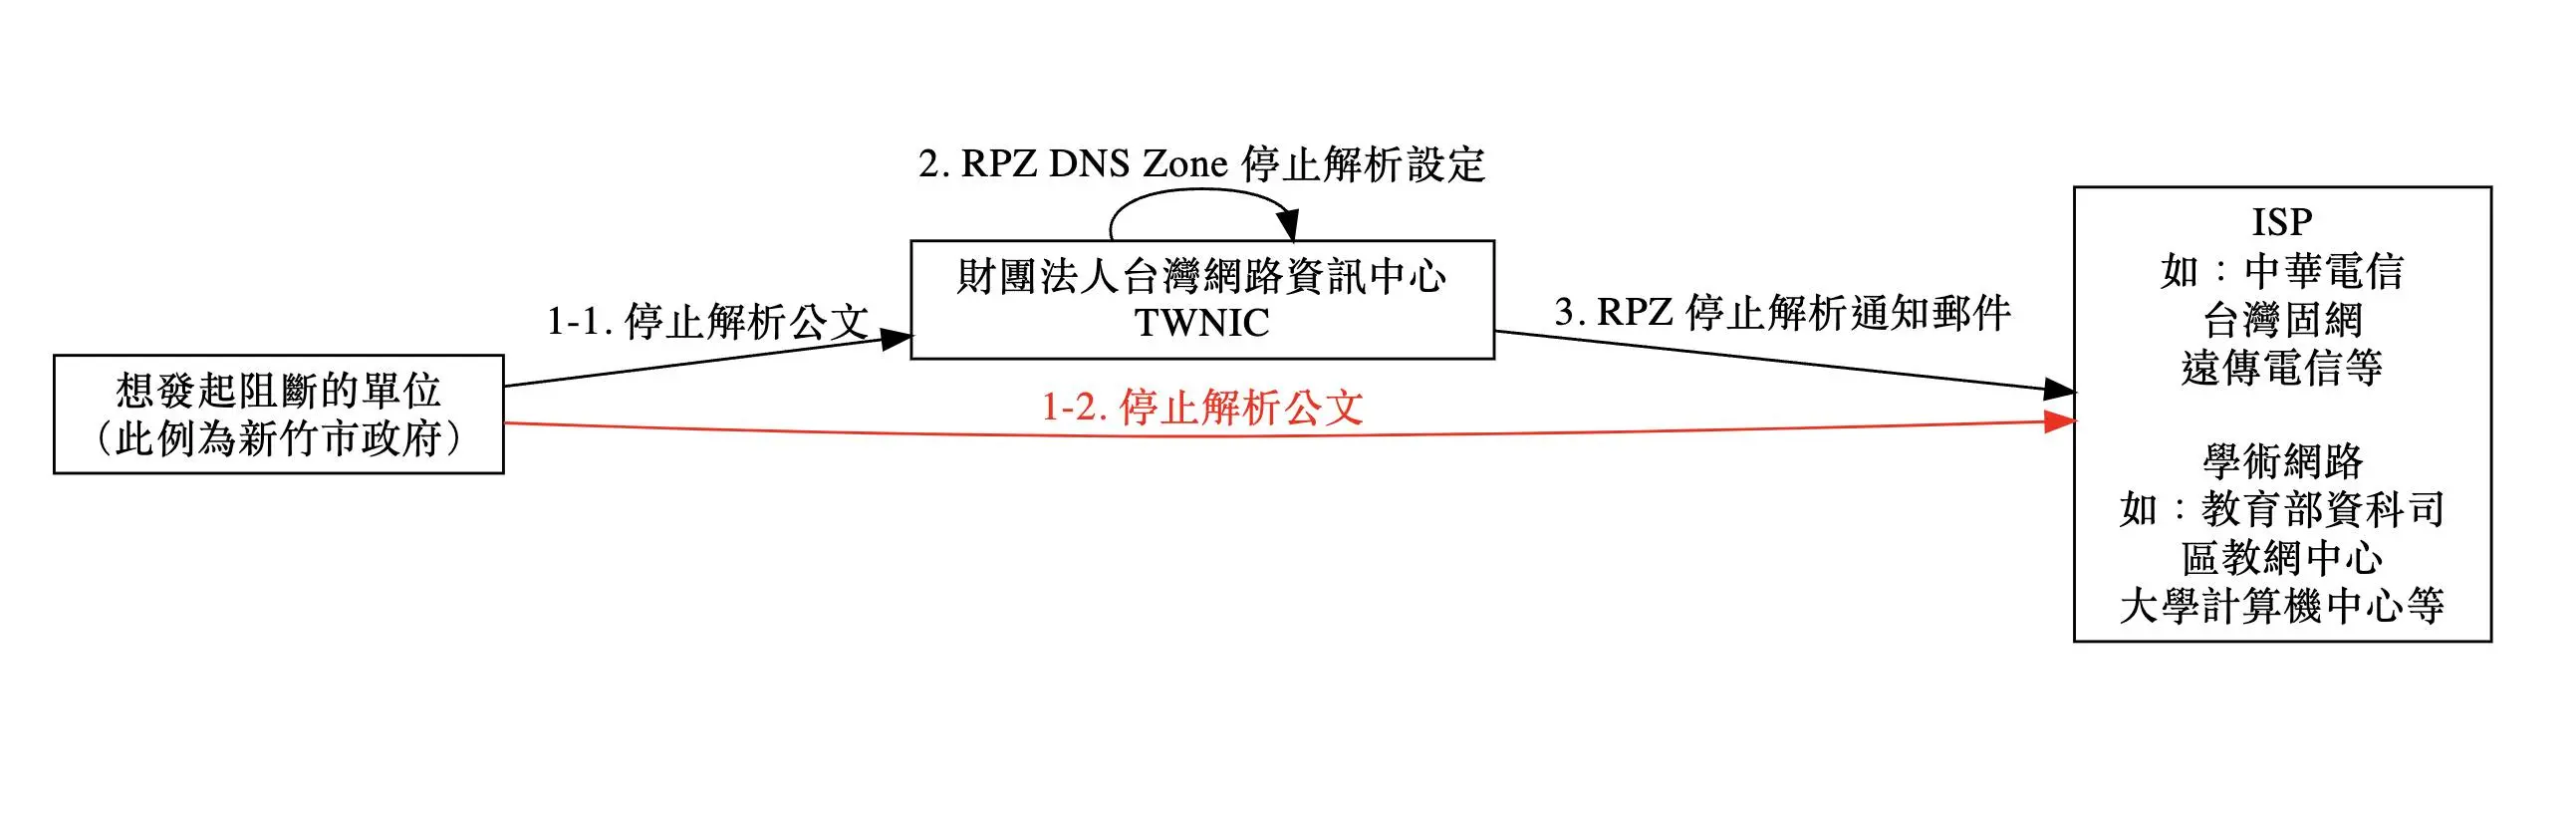 2. RPZ DNS Zone 停止解析設定
財團法人台灣網路資訊中心
TWNIC
1-1. 停止解析公文
3. RPZ 停止解析通知郵件
想發起阻斷的單位
（此例為新竹市政府）
1-2. 停止解析公文
ISP
如：中華電信
台灣固網
遠傳電信等
學術網路
如：教育部資科司
區教網中心
大學計算機中心等